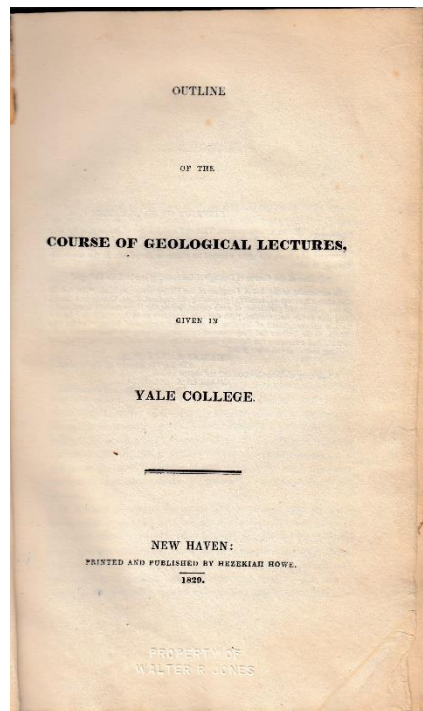 OUTLINE
OF THE
COURSE OF GEOLOGICAL LECTURES,
GIVEN IN
YALE COLLEGE.
NEW HAVEN:
PRINTED AND PUBLISHED BY HEZEKIAH HOWE.
1829.
PROPERTY OF
WALTER R JONES